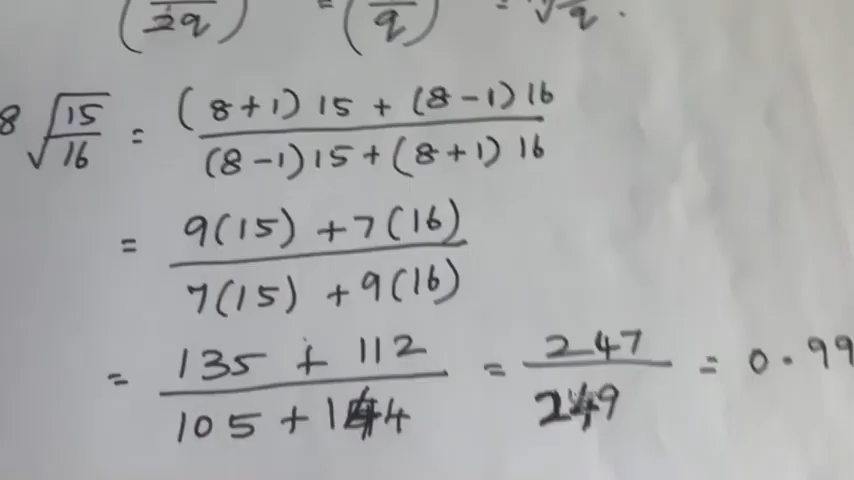 (   /2q) = (   /q) = √(   /q) .
8√(15/16) = ((8+1) 15 + (8-1) 16)/((8-1) 15 + (8+1) 16)
= (9(15) + 7(16))/(7(15) + 9(16))
= (135 + 112)/(105 + 144) = 247/249 = 0.99